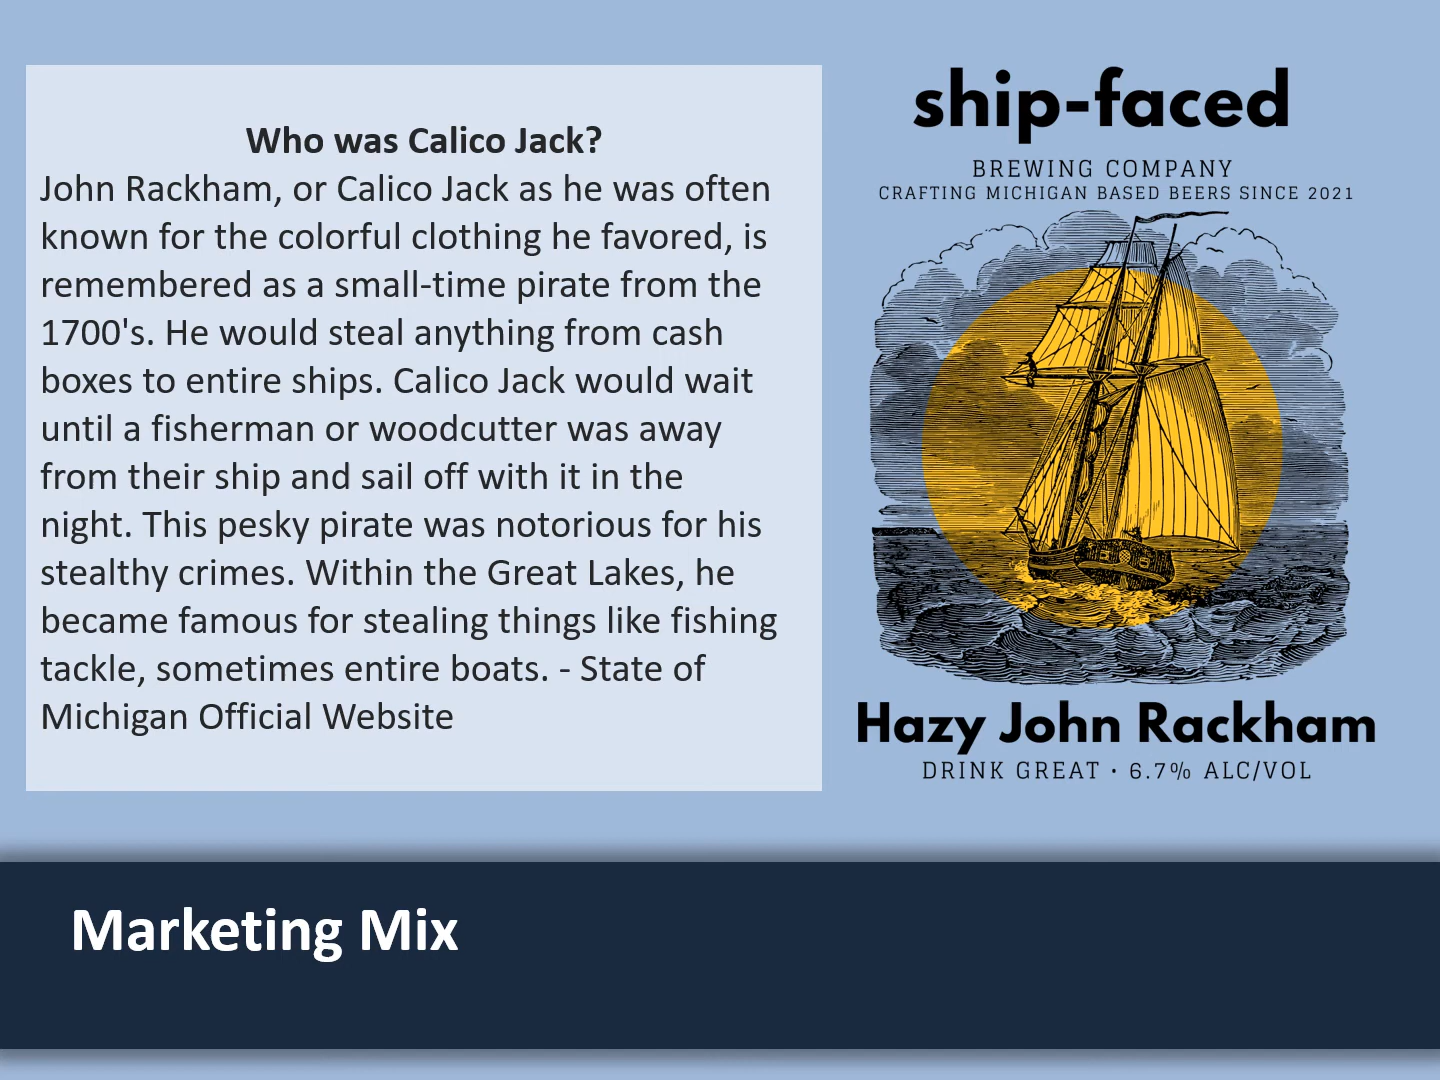 Who was Calico Jack?
John Rackham, or Calico Jack as he was often
known for the colorful clothing he favored, is
remembered as a small-time pirate from the
1700's. He would steal anything from cash
boxes to entire ships. Calico Jack would wait
until a fisherman or woodcutter was away
from their ship and sail off with it in the
night. This pesky pirate was notorious for his
stealthy crimes. Within the Great Lakes, he
became famous for stealing things like fishing
tackle, sometimes entire boats. - State of
Michigan Official Website
ship-faced
BREWING COMPANY
CRAFTING MICHIGAN BASED BEERS SINCE 2021
Hazy John Rackham
DRINK GREAT • 6.7% ALC/VOL
Marketing Mix